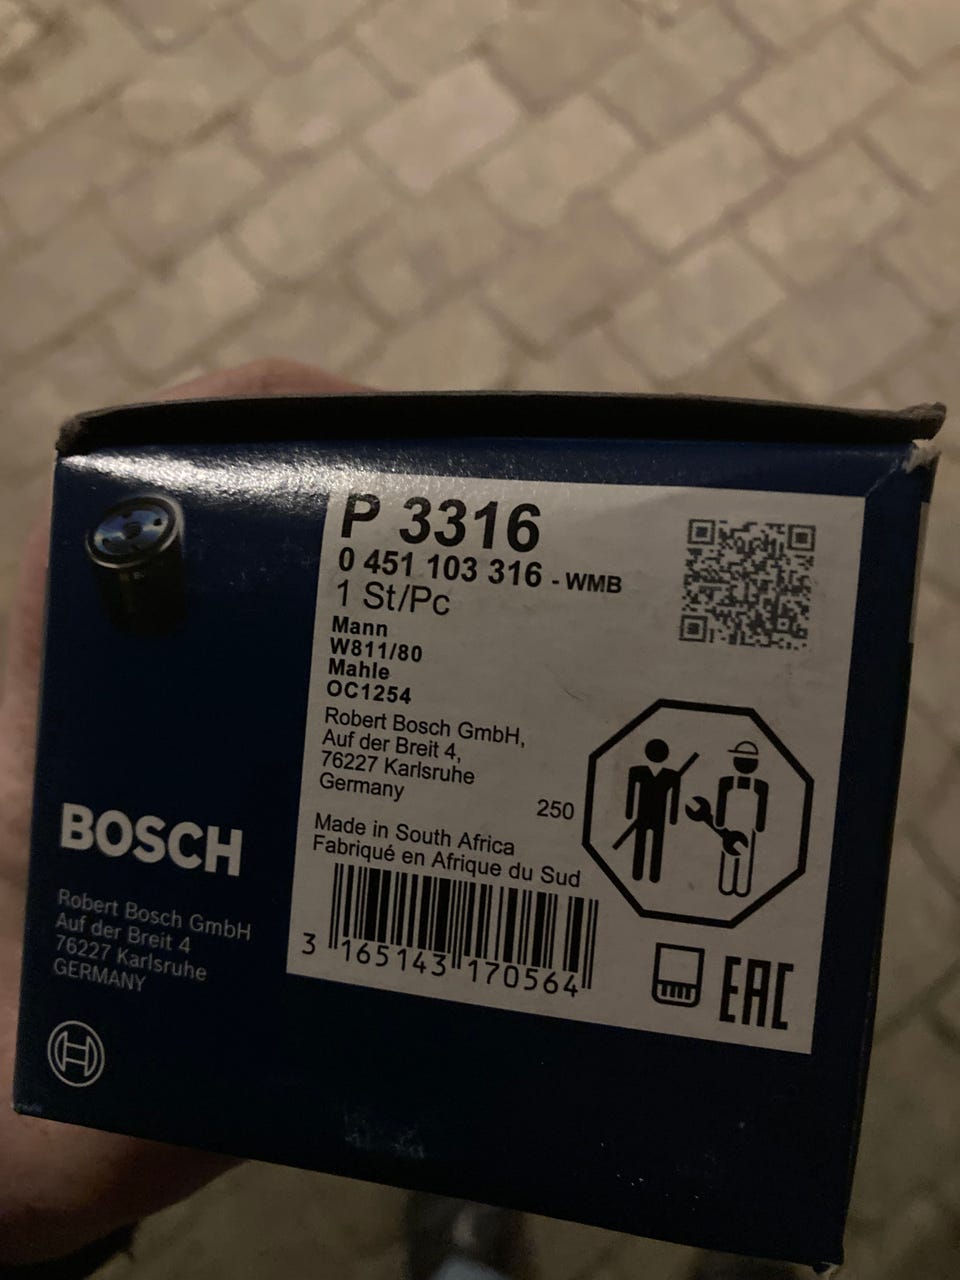 P 3316
0 451 103 316 - WMB
1 St/Pc
Mann
W811/80
Mahle
OC1254
Robert Bosch GmbH,
Auf der Breit 4,
76227 Karlsruhe
Germany
250
Made in South Africa
Fabriqué en Afrique du Sud
3 165143 170564
EAC
BOSCH
Robert Bosch GmbH
Auf der Breit 4
76227 Karlsruhe
GERMANY